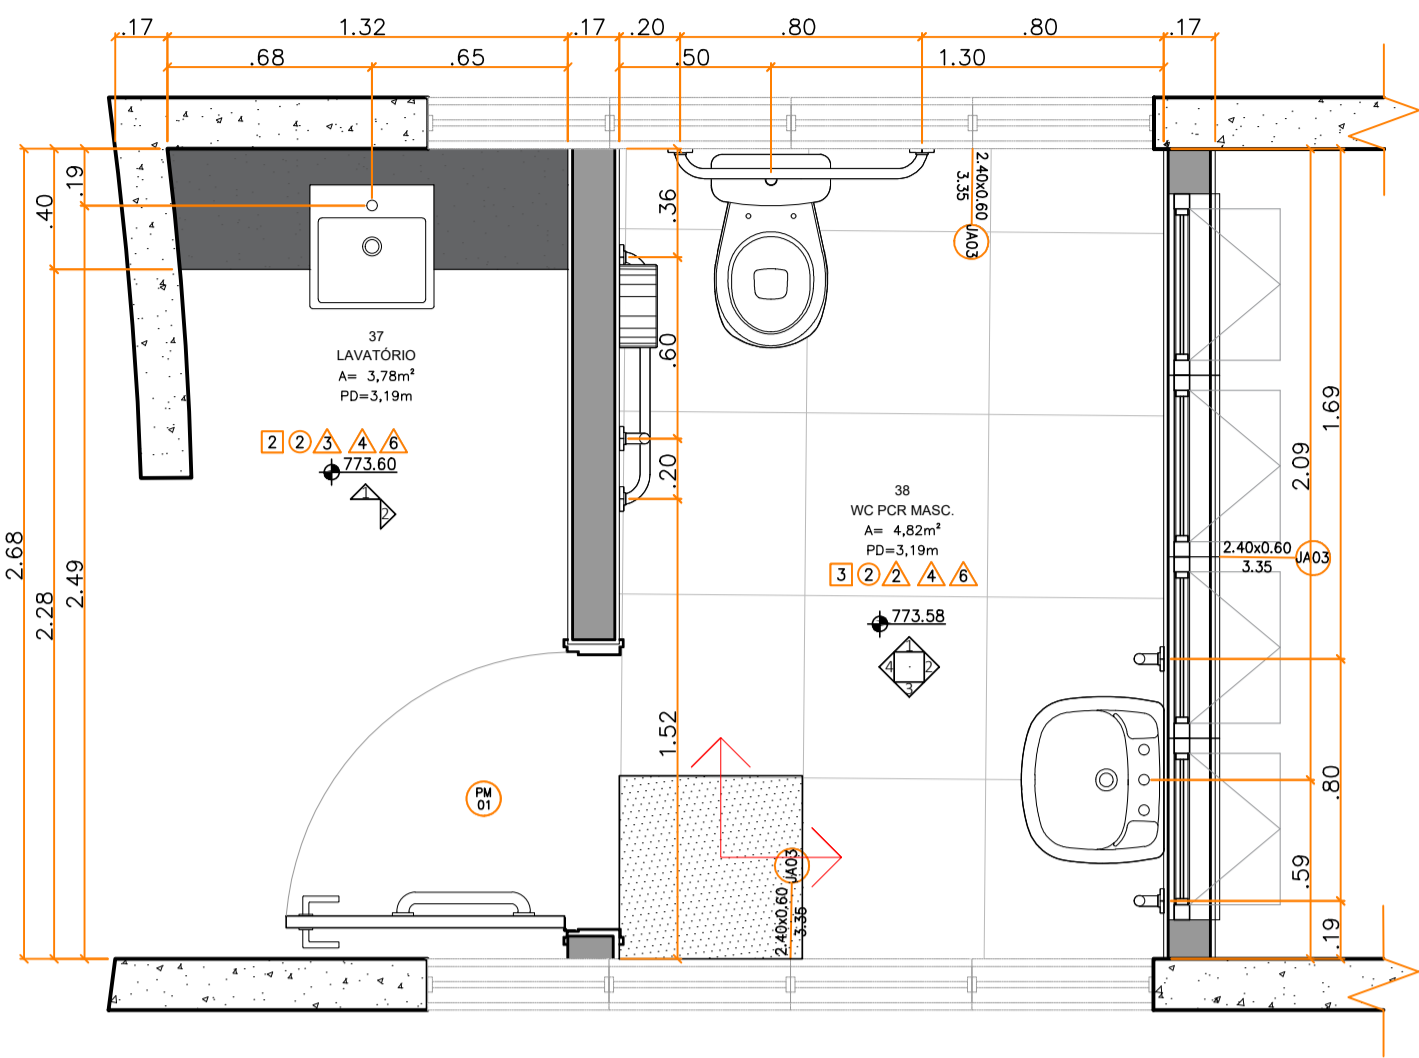 .17
1.32
.17
.20
.80
.80
.17
.68
.65
.50
1.30
.19
.40
2.68
2.28
2.49
.36
.60
.20
1.52
2.40x0.60
3.35
JA03
37
LAVATÓRIO
A= 3,78m²
PD=3,19m
2 2 3 4 6
773.60
1
2
38
WC PCR MASC.
A= 4,82m²
PD=3,19m
3 2 2 4 6
773.58
1
4 2
3
1.69
2.09
2.40x0.60
3.35
JA03
.80
.59
.19
PM
01
JA03
2.40x0.60
3.35